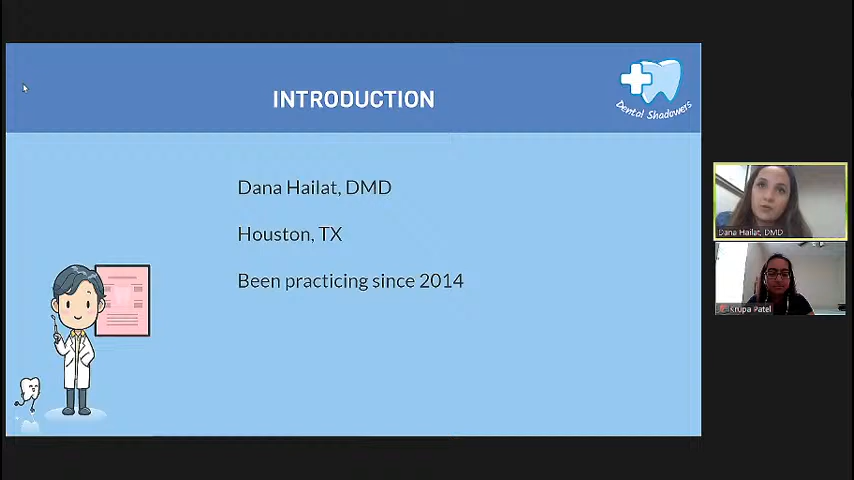 INTRODUCTION
Dental Shadowers
Dana Hailat, DMD
Houston, TX
Been practicing since 2014
Dana Hailat, DMD
Krupa Patel